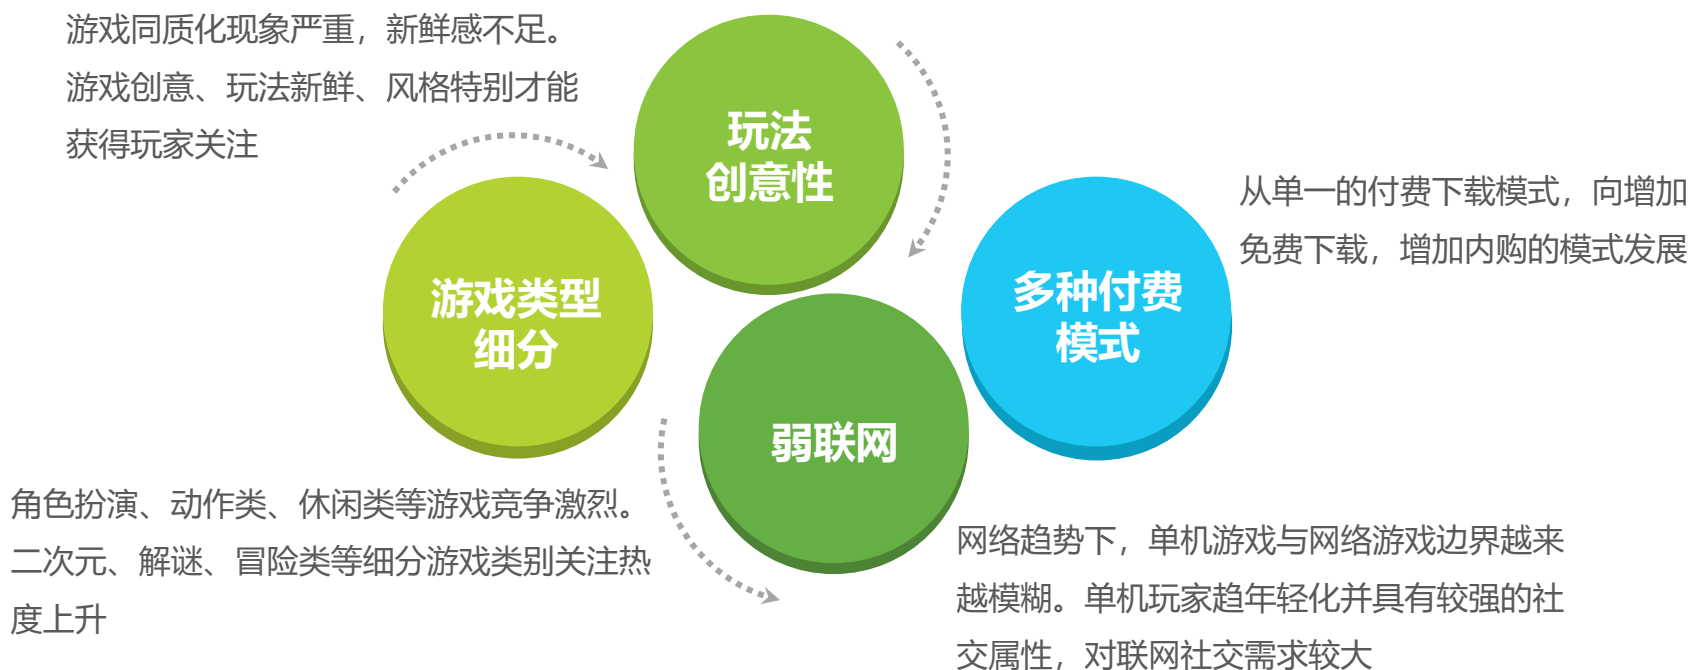 游戏同质化现象严重，新鲜感不足。
游戏创意、玩法新鲜、风格特别才能
获得玩家关注
玩法
创意性
从单一的付费下载模式，向增加
免费下载，增加内购的模式发展
游戏类型
细分
多种付费
模式
弱联网
角色扮演、动作类、休闲类等游戏竞争激烈。
二次元、解谜、冒险类等细分游戏类别关注热
度上升
网络趋势下，单机游戏与网络游戏边界越来
越模糊。单机玩家趋年轻化并具有较强的社
交属性，对联网社交需求较大